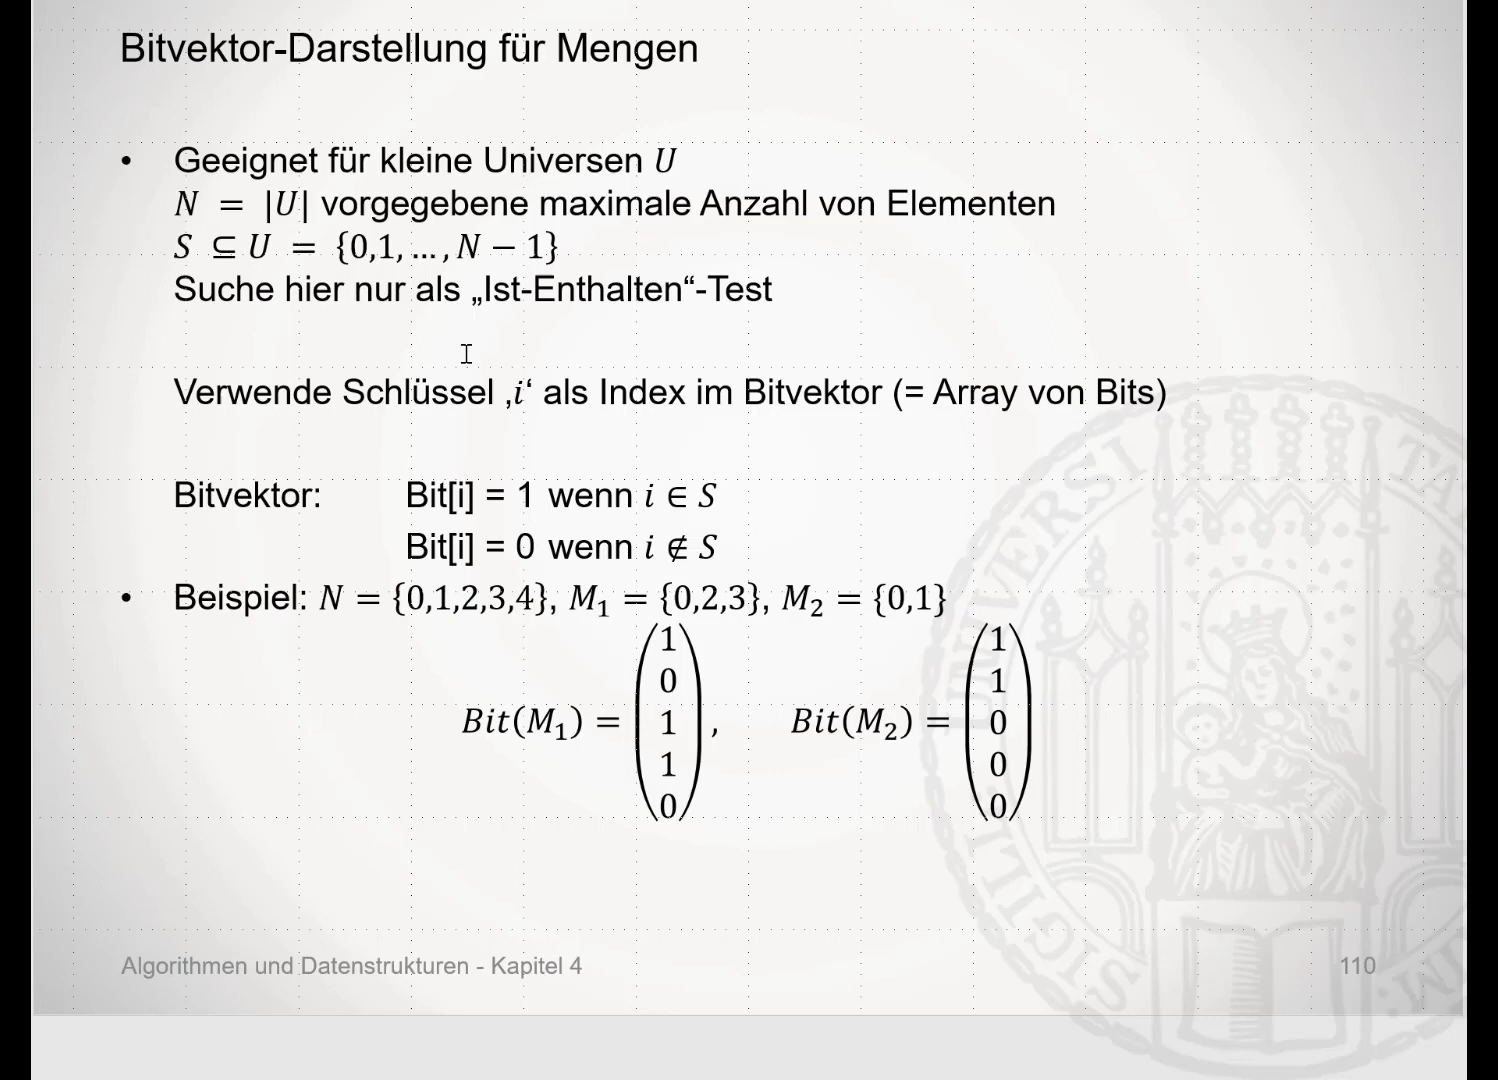 Bitvektor-Darstellung für Mengen
• Geeignet für kleine Universen U
N = |U| vorgegebene maximale Anzahl von Elementen
S ⊆ U = {0,1, … , N − 1}
Suche hier nur als „Ist-Enthalten“-Test
Verwende Schlüssel ‚i‘ als Index im Bitvektor (= Array von Bits)
Bitvektor: Bit[i] = 1 wenn i ∈ S
Bit[i] = 0 wenn i ∉ S
• Beispiel: N = {0,1,2,3,4}, M₁ = {0,2,3}, M₂ = {0,1}
1 1
0 1
Bit(M₁) = 1 , Bit(M₂) = 0
1 0
0 0
Algorithmen und Datenstrukturen - Kapitel 4 110